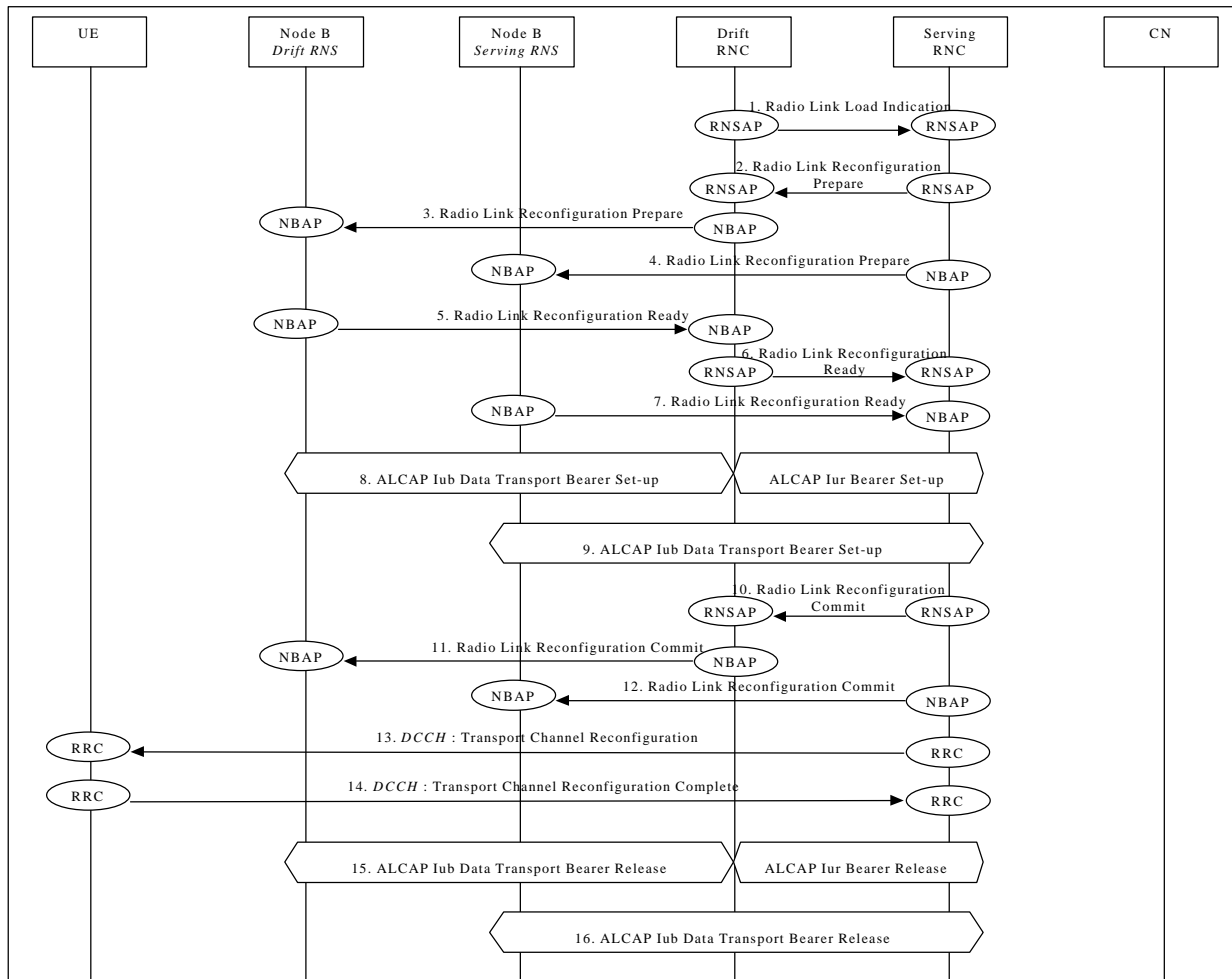 UE
Node B
Drift RNS
Node B
Serving RNS
Drift
RNC
Serving
RNC
CN
1. Radio Link Load Indication
RNSAP
RNSAP
2. Radio Link Reconfiguration
Prepare
RNSAP
RNSAP
3. Radio Link Reconfiguration Prepare
NBAP
NBAP
4. Radio Link Reconfiguration Prepare
NBAP
NBAP
5. Radio Link Reconfiguration Ready
NBAP
NBAP
6. Radio Link Reconfiguration
Ready
RNSAP
RNSAP
7. Radio Link Reconfiguration Ready
NBAP
NBAP
8. ALCAP Iub Data Transport Bearer Set-up
ALCAP Iur Bearer Set-up
9. ALCAP Iub Data Transport Bearer Set-up
10. Radio Link Reconfiguration
Commit
RNSAP
RNSAP
11. Radio Link Reconfiguration Commit
NBAP
NBAP
12. Radio Link Reconfiguration Commit
NBAP
NBAP
13. DCCH : Transport Channel Reconfiguration
RRC
RRC
14. DCCH : Transport Channel Reconfiguration Complete
RRC
RRC
15. ALCAP Iub Data Transport Bearer Release
ALCAP Iur Bearer Release
16. ALCAP Iub Data Transport Bearer Release